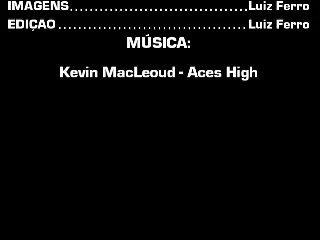 IMAGENS...................................Luiz Ferro
EDIÇAO.....................................Luiz Ferro
MÚSICA:
Kevin MacLeoud - Aces High